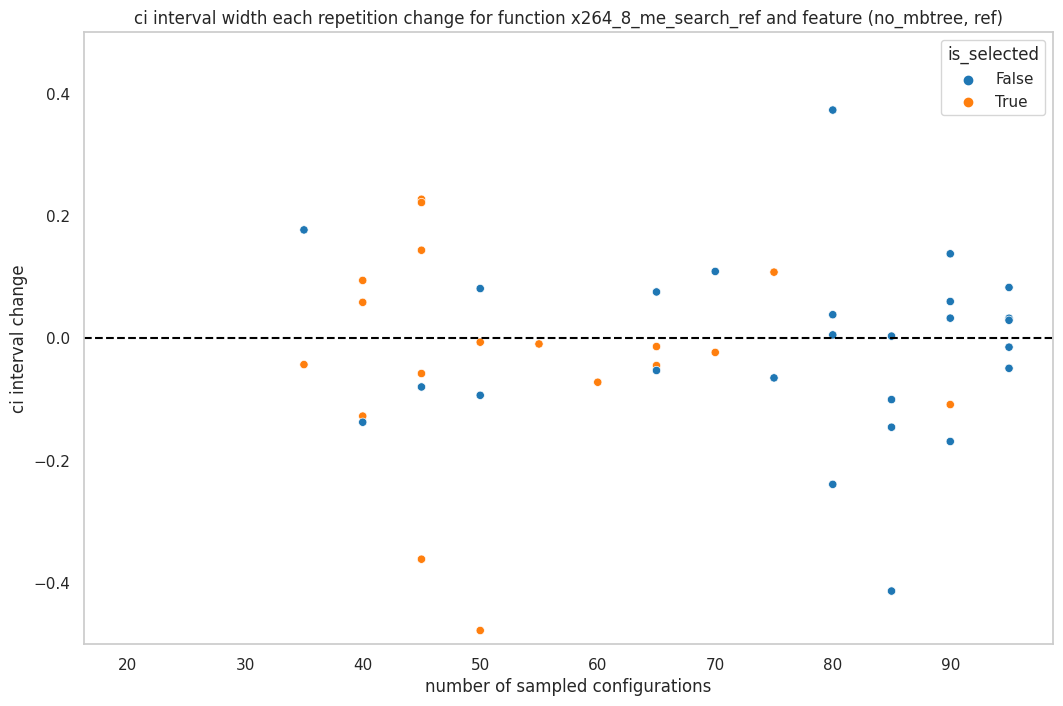 ci interval width each repetition change for function x264_8_me_search_ref and feature (no_mbtree, ref)
is_selected
False
True
ci interval change
0.4
0.2
0.0
−0.2
−0.4
20 30 40 50 60 70 80 90
number of sampled configurations